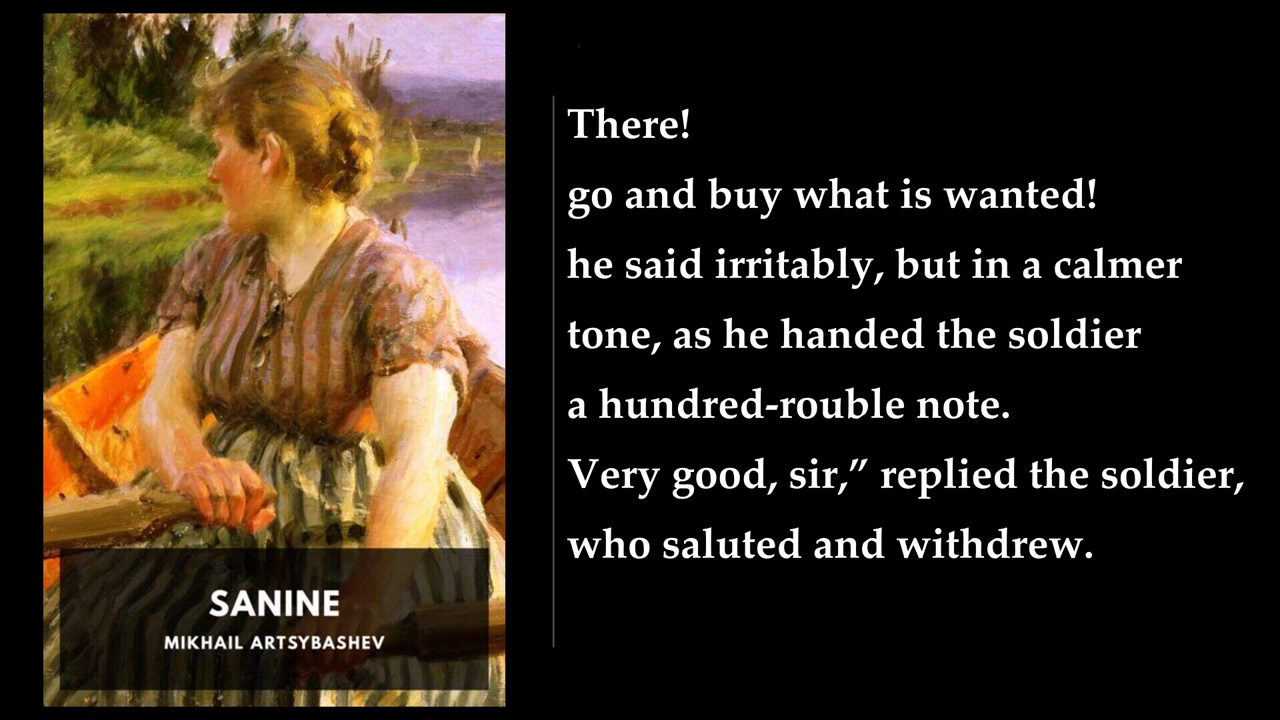 SANINE
MIKHAIL ARTSYBASHEV
There!
go and buy what is wanted!
he said irritably, but in a calmer
tone, as he handed the soldier
a hundred-rouble note.
Very good, sir,” replied the soldier,
who saluted and withdrew.